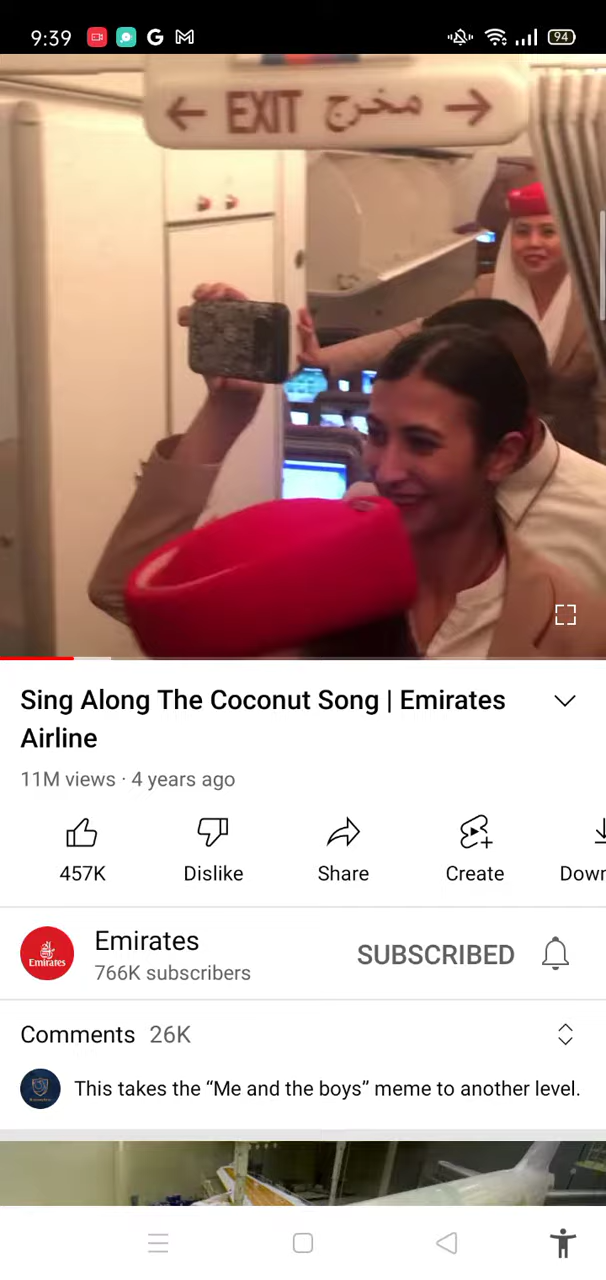 9:39
94
← EXIT مخرج →
Sing Along The Coconut Song | Emirates
Airline
11M views · 4 years ago
457K
Dislike
Share
Create
Down
Emirates
Emirates
766K subscribers
SUBSCRIBED
Comments 26K
This takes the “Me and the boys” meme to another level.